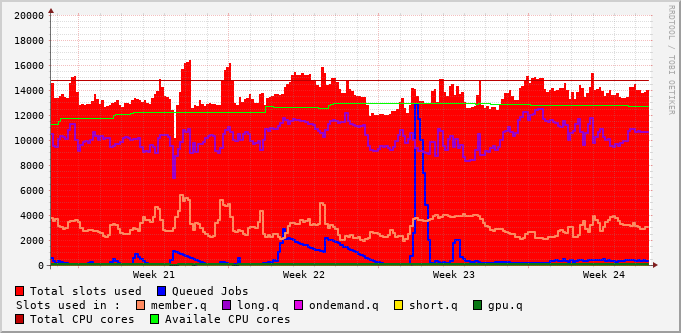 20000
18000
16000
14000
12000
10000
8000
6000
4000
2000
0
Week 21 Week 22 Week 23 Week 24
Total slots used Queued Jobs
Slots used in : member.q long.q ondemand.q short.q gpu.q
Total CPU cores Availale CPU cores
RRDTOOL / TOBI OETIKER